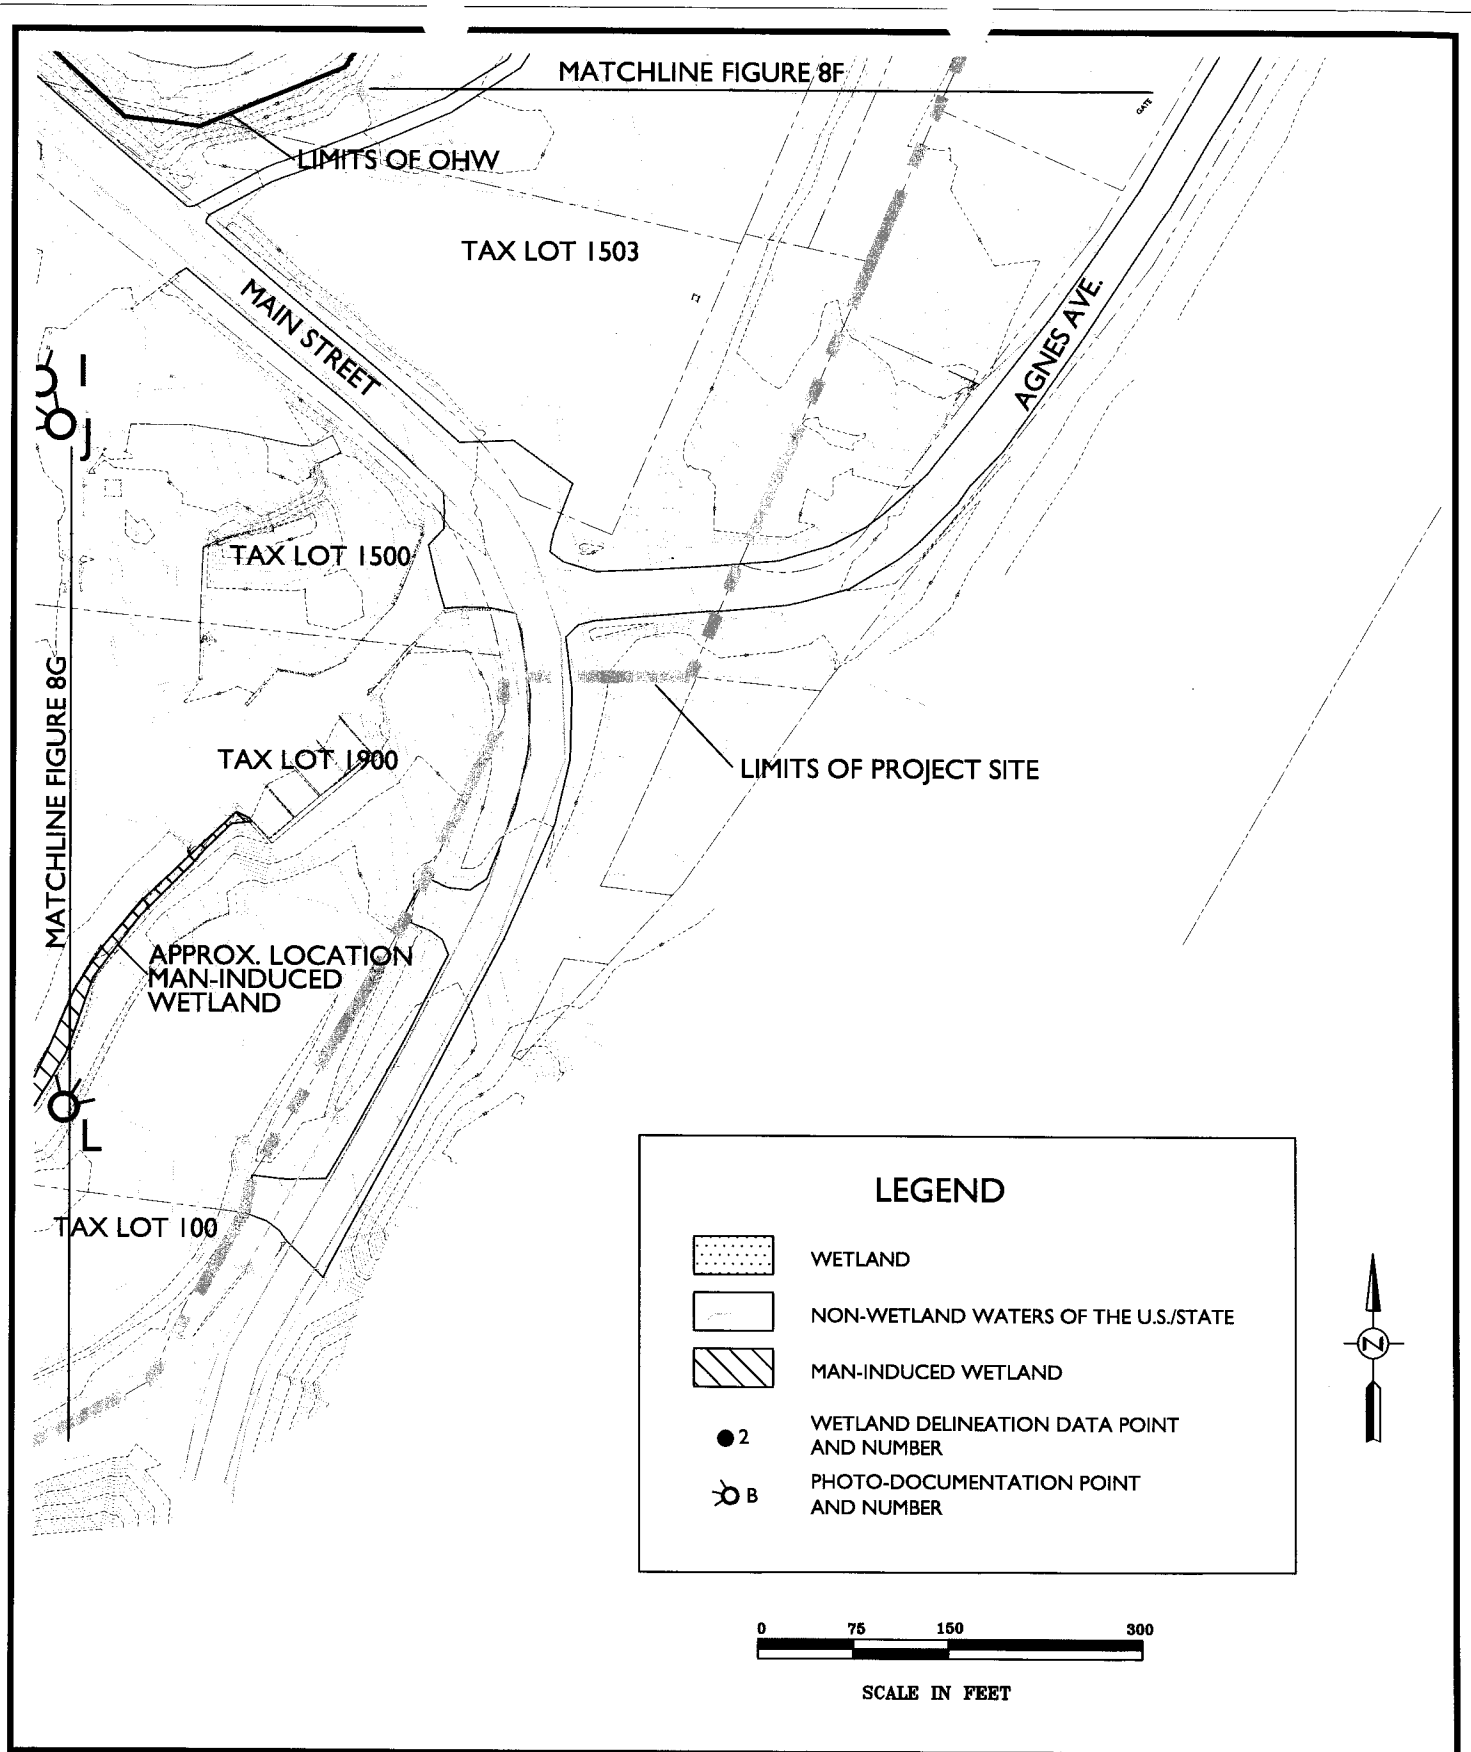 MATCHLINE FIGURE 8F
GATE
LIMITS OF OHW
TAX LOT 1503
MAIN STREET
AGNES AVE.
I
J
TAX LOT 1500
MATCHLINE FIGURE 8G
TAX LOT 1900
LIMITS OF PROJECT SITE
APPROX. LOCATION
MAN-INDUCED
WETLAND
L
TAX LOT 100
LEGEND
WETLAND
NON-WETLAND WATERS OF THE U.S./STATE
MAN-INDUCED WETLAND
2
WETLAND DELINEATION DATA POINT
AND NUMBER
B
PHOTO-DOCUMENTATION POINT
AND NUMBER
N
0 75 150 300
SCALE IN FEET